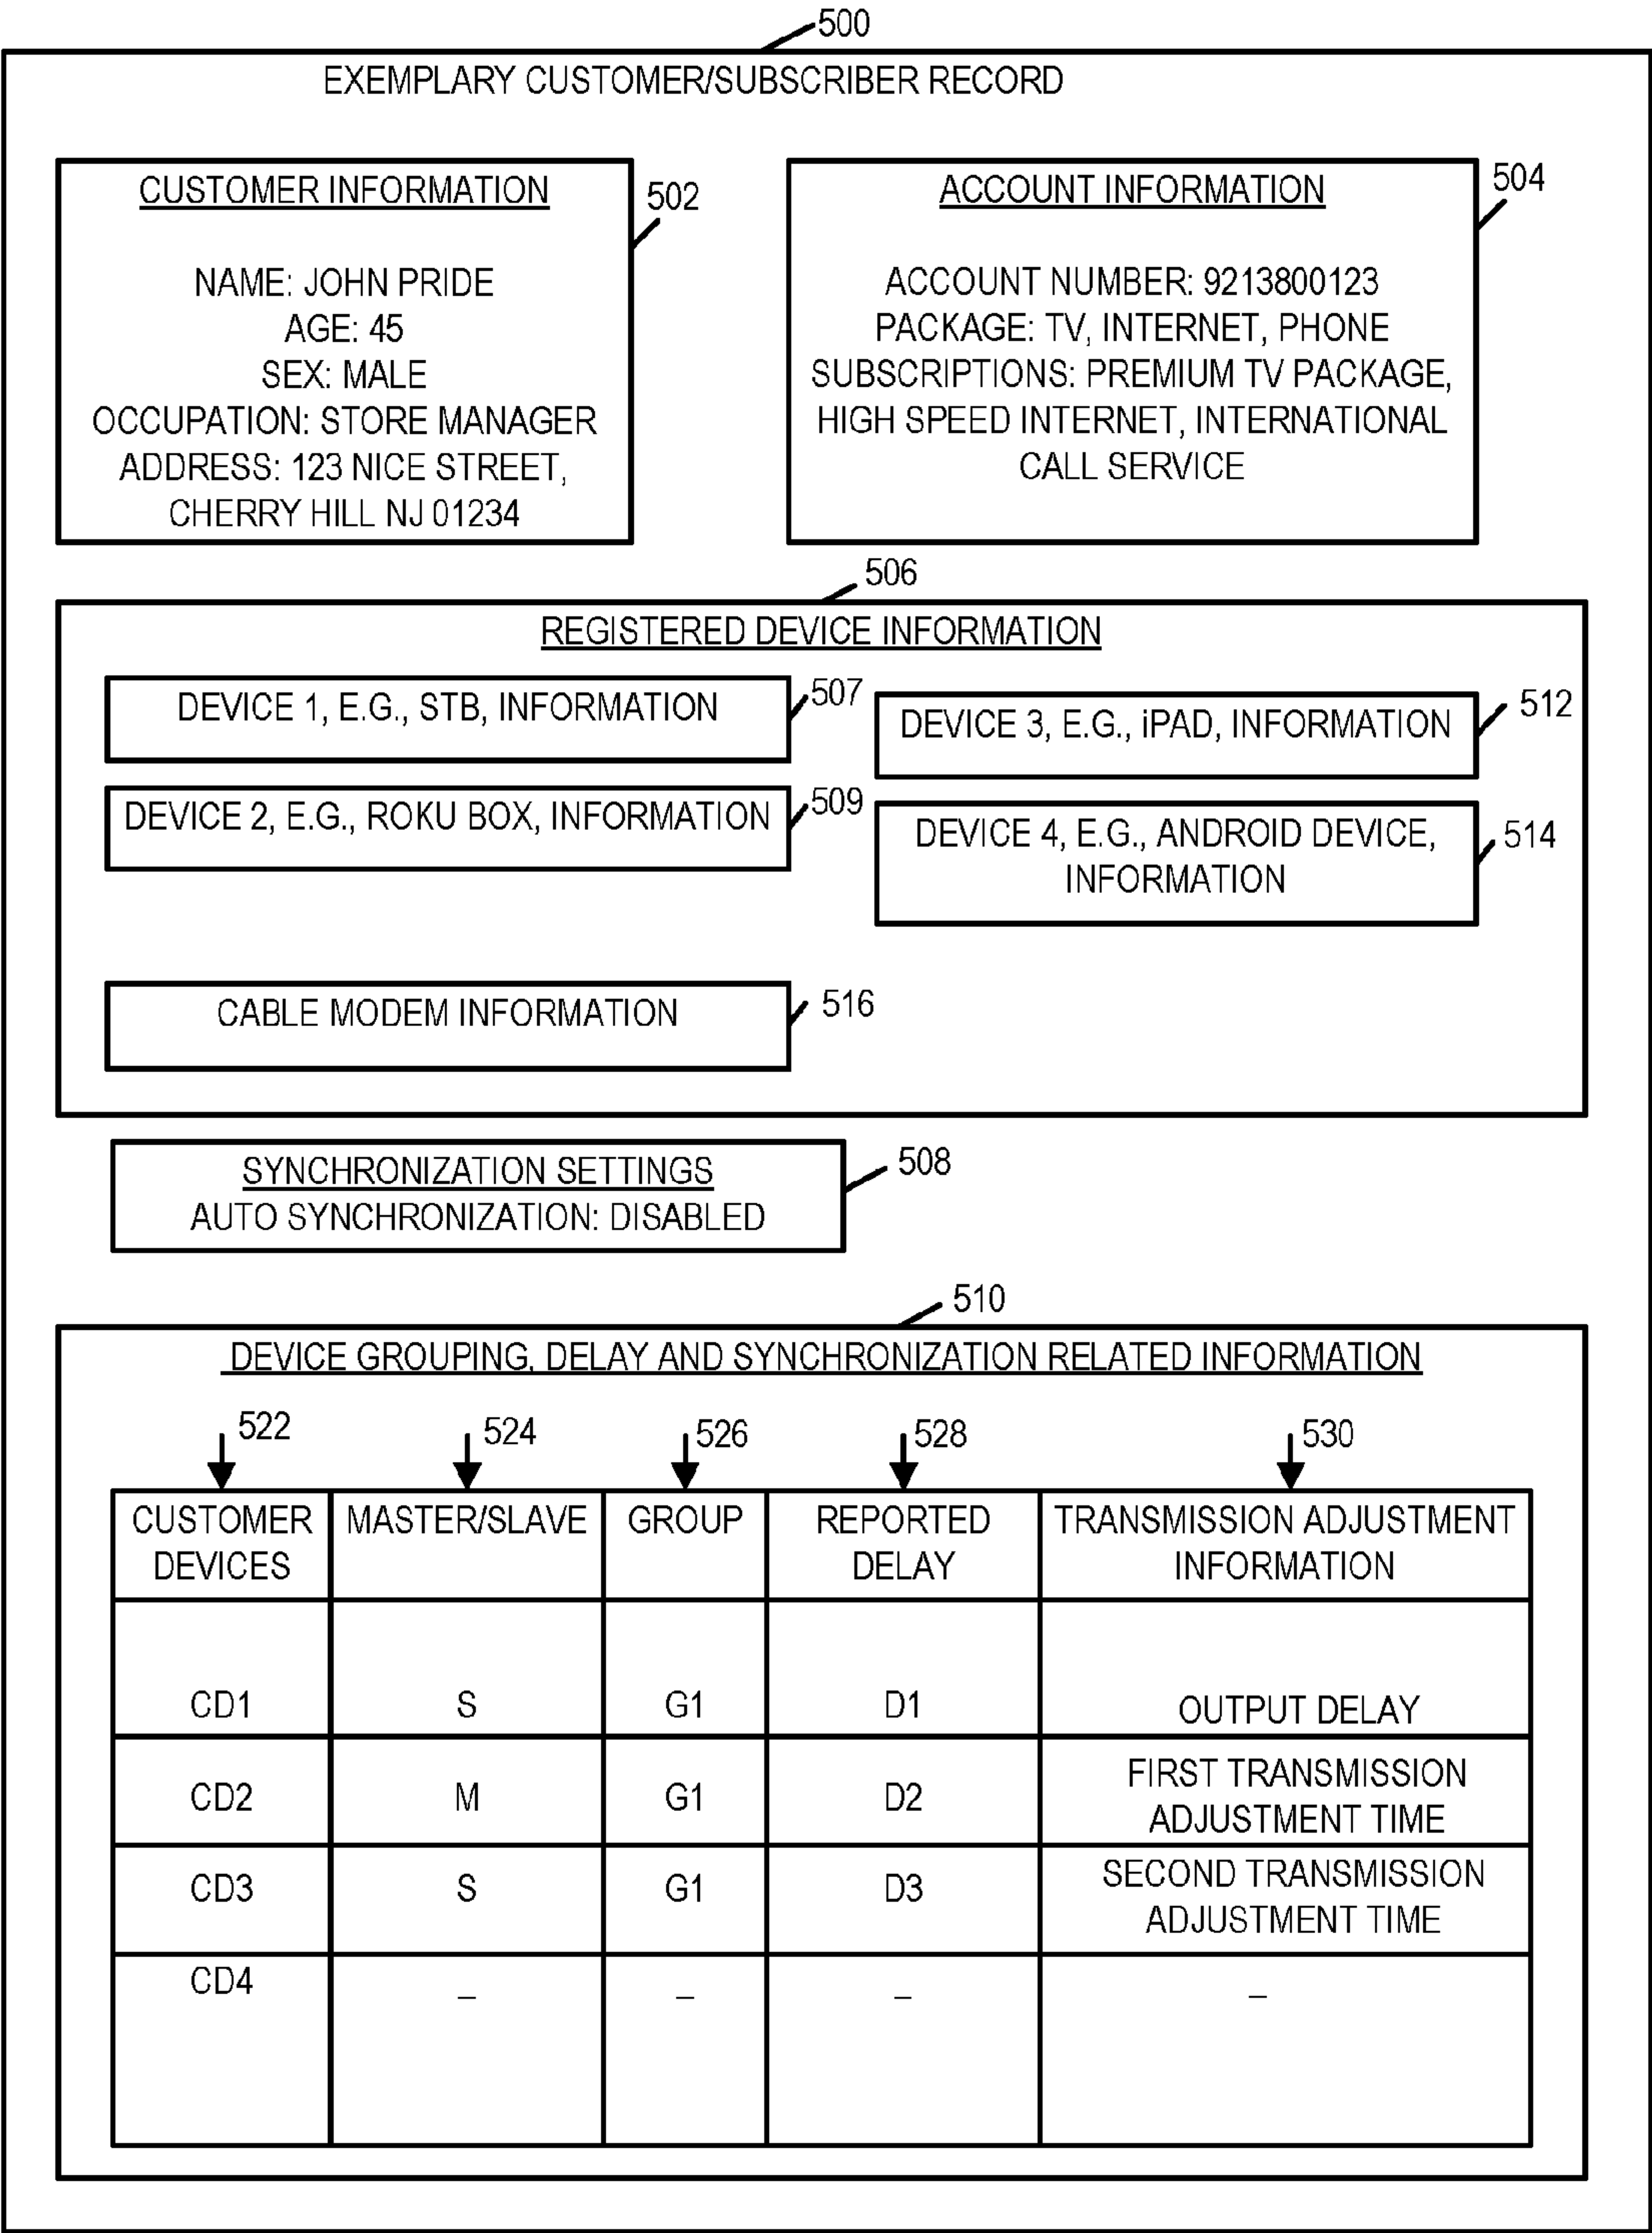 500
EXEMPLARY CUSTOMER/SUBSCRIBER RECORD
CUSTOMER INFORMATION
502
NAME: JOHN PRIDE
AGE: 45
SEX: MALE
OCCUPATION: STORE MANAGER
ADDRESS: 123 NICE STREET,
CHERRY HILL NJ 01234
ACCOUNT INFORMATION
504
ACCOUNT NUMBER: 9213800123
PACKAGE: TV, INTERNET, PHONE
SUBSCRIPTIONS: PREMIUM TV PACKAGE,
HIGH SPEED INTERNET, INTERNATIONAL
CALL SERVICE
506
REGISTERED DEVICE INFORMATION
DEVICE 1, E.G., STB, INFORMATION
507
DEVICE 3, E.G., iPAD, INFORMATION
512
DEVICE 2, E.G., ROKU BOX, INFORMATION
509
DEVICE 4, E.G., ANDROID DEVICE,
INFORMATION
514
CABLE MODEM INFORMATION
516
SYNCHRONIZATION SETTINGS
AUTO SYNCHRONIZATION: DISABLED
508
510
DEVICE GROUPING, DELAY AND SYNCHRONIZATION RELATED INFORMATION
522 524 526 528 530
CUSTOMER DEVICES MASTER/SLAVE GROUP REPORTED DELAY TRANSMISSION ADJUSTMENT INFORMATION
CD1 S G1 D1 OUTPUT DELAY
CD2 M G1 D2 FIRST TRANSMISSION ADJUSTMENT TIME
CD3 S G1 D3 SECOND TRANSMISSION ADJUSTMENT TIME
CD4 – – – –